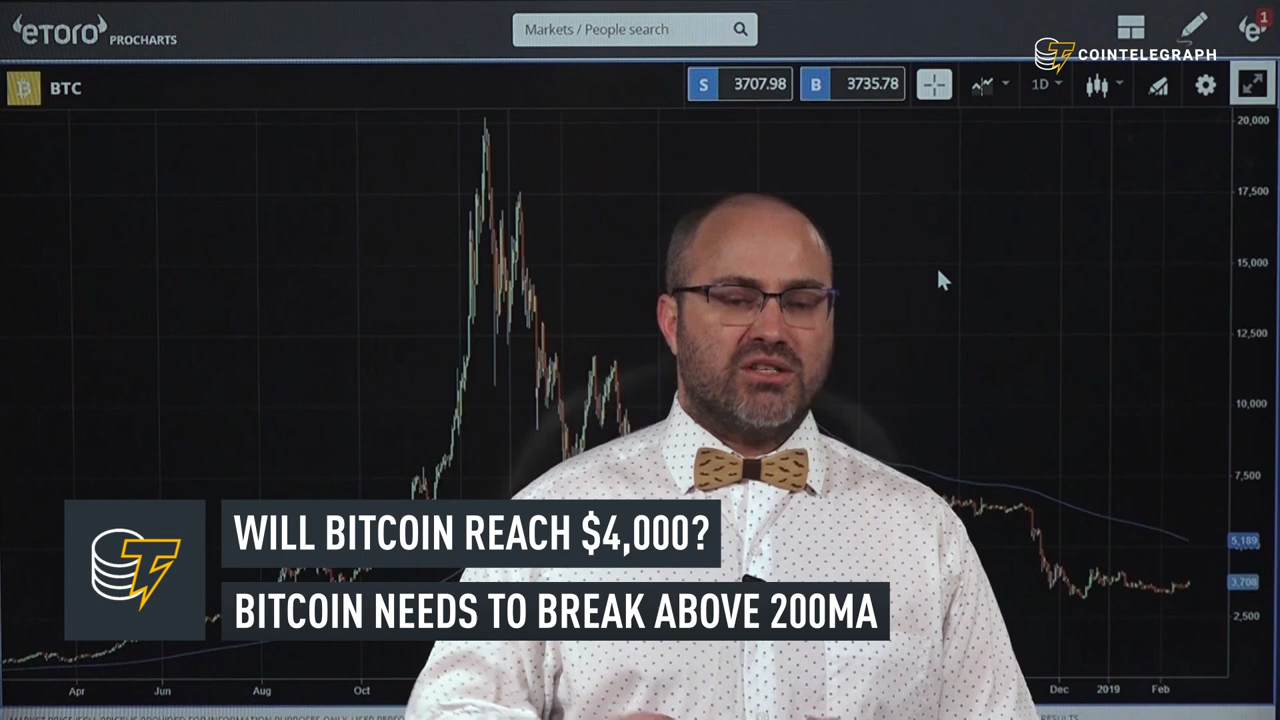 eToro PROCHARTS
Markets / People search
1
COINTELEGRAPH
BTC
S 3707.98 B 3735.78
1D
20,000
17,500
15,000
12,500
10,000
7,500
5,189
3,708
2,500
WILL BITCOIN REACH $4,000?
BITCOIN NEEDS TO BREAK ABOVE 200MA
Apr Jun Aug Oct Dec 2019 Feb